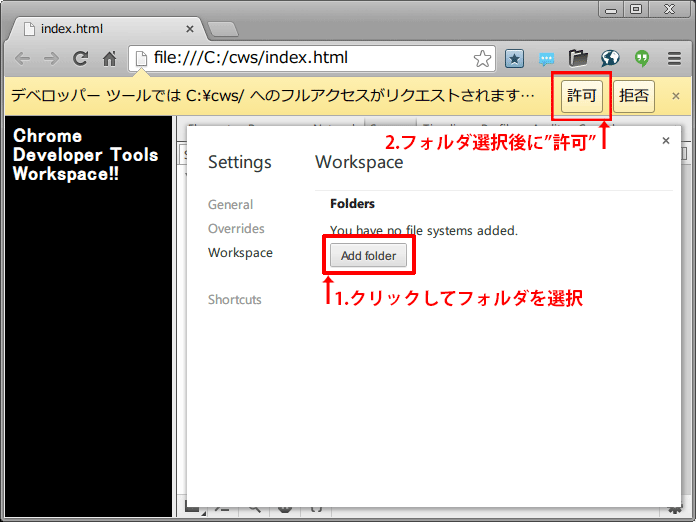 index.html
file:///C:/cws/index.html
デベロッパー ツールでは C:¥cws/ へのフルアクセスがリクエストされます…
許可
拒否
2.フォルダ選択後に”許可”
Chrome
Developer Tools
Workspace!!
Settings
Workspace
General
Folders
Overrides
You have no file systems added.
Workspace
Add folder
Shortcuts
1.クリックしてフォルダを選択